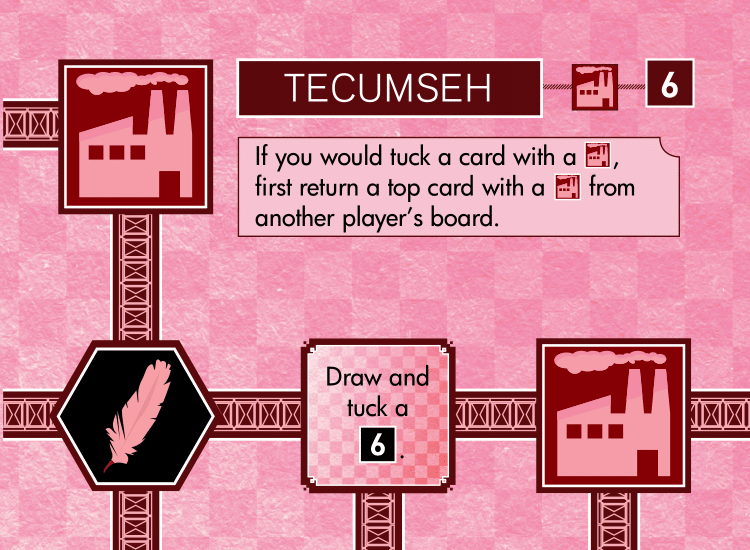 TECUMSEH 6
If you would tuck a card with a ,
first return a top card with a from
another player's board.
Draw and
tuck a
6 .